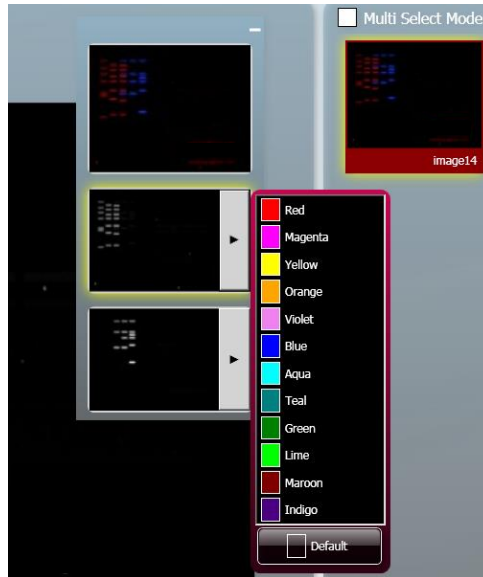 Multi Select Mode
image14
Red
Magenta
Yellow
Orange
Violet
Blue
Aqua
Teal
Green
Lime
Maroon
Indigo
Default